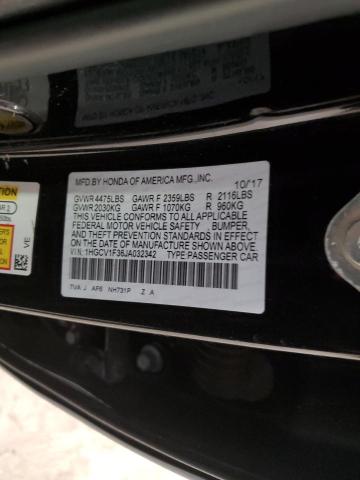 MFD.BY HONDA OF AMERICA MFG.,INC. 10/17
GVWR 4475LBS GAWR F 2359LBS R 2116LBS
GVWR 2030KG GAWR F 1070KG R 960KG
THIS VEHICLE CONFORMS TO ALL APPLICABLE
FEDERAL MOTOR VEHICLE SAFETY , BUMPER,
AND THEFT PREVENTION STANDARDS IN EFFECT ON
THE DATE OF MANUFACTURE SHOWN ABOVE.
V.I.N: 1HGCV1F36JA032342 TYPE:PASSENGER CAR
TVA J AF6 NH731P Z A
VE